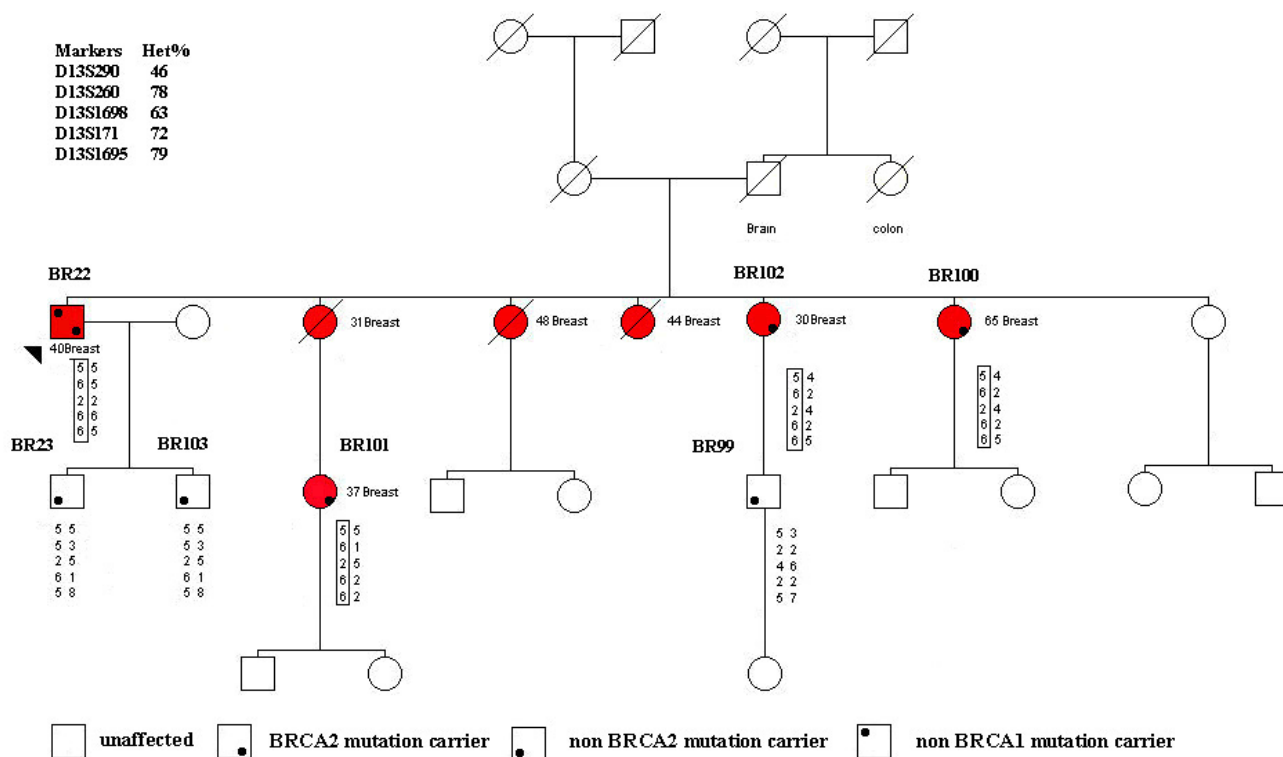 Markers Het%
D13S290 46
D13S260 78
D13S1698 63
D13S171 72
D13S1695 79
Brain
colon
BR22
BR102
BR100
40Breast
31 Breast
48 Breast
44 Breast
30 Breast
65 Breast
5 5
6 5
2 2
6 6
6 5
5 4
6 2
2 4
6 2
6 5
5 4
6 2
2 4
6 2
6 5
BR23
BR103
BR101
BR99
37 Breast
5 5
5 3
2 5
6 1
5 8
5 5
5 3
2 5
6 1
5 8
5 5
6 1
2 5
6 2
6 2
5 3
2 2
4 6
2 2
5 7
unaffected
BRCA2 mutation carrier
non BRCA2 mutation carrier
non BRCA1 mutation carrier